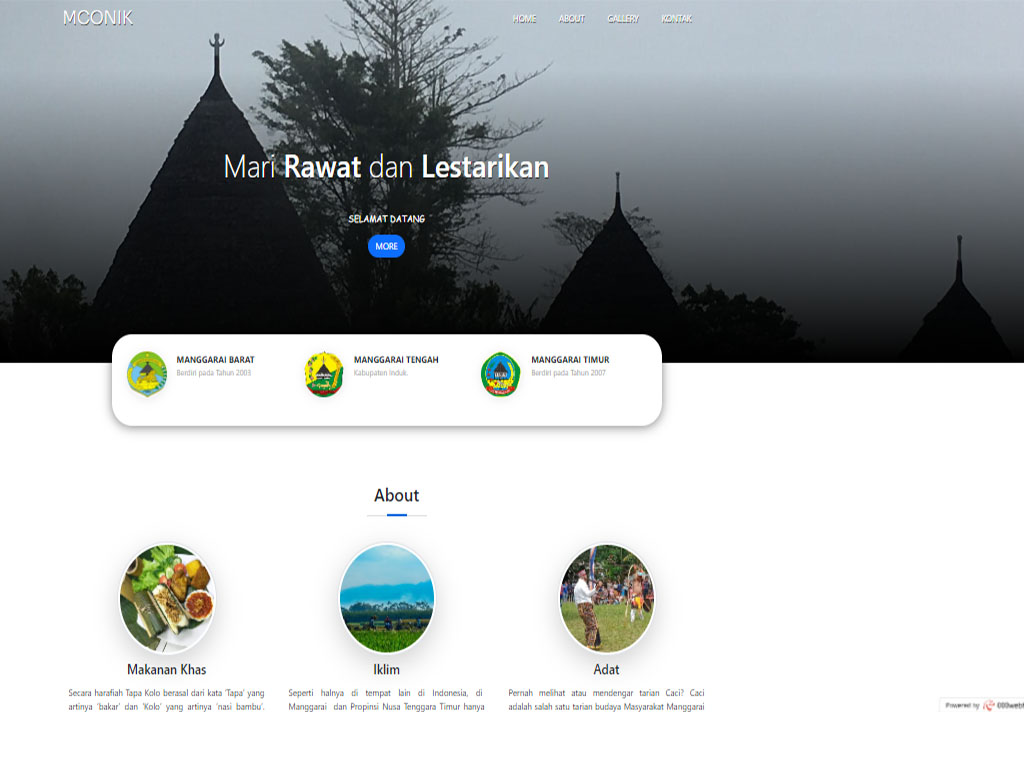 MCONIK
HOME ABOUT GALLERY KONTAK
Mari Rawat dan Lestarikan
SELAMAT DATANG
MORE
MANGGARAI BARAT
Berdiri pada Tahun 2003
MANGGARAI TENGAH
Kabupaten Induk.
MANGGARAI TIMUR
Berdiri pada Tahun 2007
About
Makanan Khas
Secara harafiah Tapa Kolo berasal dari kata 'Tapa' yang
artinya 'bakar' dan 'Kolo' yang artinya 'nasi bambu'.
Iklim
Seperti halnya di tempat lain di Indonesia, di
Manggarai dan Propinsi Nusa Tenggara Timur hanya
Adat
Pernah melihat atau mendengar tarian Caci? Caci
adalah salah satu tarian budaya Masyarakat Manggarai
Powered by